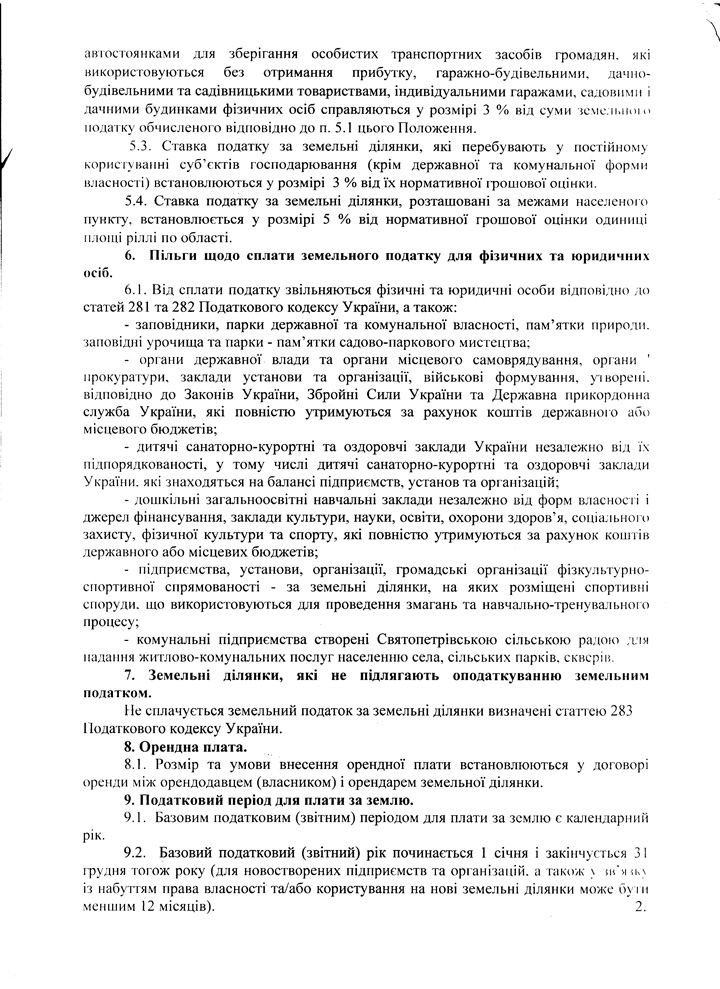 автостоянками для зберігання особистих транспортних засобів громадян, які
використовуються без отримання прибутку, гаражно-будівельними, дачно-
будівельними та садівницькими товариствами, індивідуальними гаражами, садовими і
дачними будинками фізичних осіб справляються у розмірі 3 % від суми земельного
податку обчисленого відповідно до п. 5.1 цього Положення.
5.3. Ставка податку за земельні ділянки, які перебувають у постійному
користуванні суб’єктів господарювання (крім державної та комунальної форми
власності) встановлюються у розмірі 3 % від їх нормативної грошової оцінки.
5.4. Ставка податку за земельні ділянки, розташовані за межами населеного
пункту, встановлюється у розмірі 5 % від нормативної грошової оцінки одиниці
площі ріллі по області.
6. Пільги щодо сплати земельного податку для фізичних та юридичних
осіб.
6.1. Від сплати податку звільняються фізичні та юридичні особи відповідно до
статей 281 та 282 Податкового кодексу України, а також:
- заповідники, парки державної та комунальної власності, пам’ятки природи,
заповідні урочища та парки - пам’ятки садово-паркового мистецтва;
- органи державної влади та органи місцевого самоврядування, органи
прокуратури, заклади установи та організації, військові формування, утворені,
відповідно до Законів України, Збройні Сили України та Державна прикордонна
служба України, які повністю утримуються за рахунок коштів державного або
місцевого бюджетів;
- дитячі санаторно-курортні та оздоровчі заклади України незалежно від їх
підпорядкованості, у тому числі дитячі санаторно-курортні та оздоровчі заклади
України, які знаходяться на балансі підприємств, установ та організацій;
- дошкільні загальноосвітні навчальні заклади незалежно від форм власності і
джерел фінансування, заклади культури, науки, освіти, охорони здоров’я, соціального
захисту, фізичної культури та спорту, які повністю утримуються за рахунок коштів
державного або місцевих бюджетів;
- підприємства, установи, організації, громадські організації фізкультурно-
спортивної спрямованості - за земельні ділянки, на яких розміщені спортивні
споруди, що використовуються для проведення змагань та навчально-тренувального
процесу;
- комунальні підприємства створені Святопетрівською сільською радою для
надання житлово-комунальних послуг населенню села, сільських парків, скверів.
7. Земельні ділянки, які не підлягають оподаткуванню земельним
податком.
Не сплачується земельний податок за земельні ділянки визначені статтею 283
Податкового кодексу України.
8. Орендна плата.
8.1. Розмір та умови внесення орендної плати встановлюються у договорі
оренди між орендодавцем (власником) і орендарем земельної ділянки.
9. Податковий період для плати за землю.
9.1. Базовим податковим (звітним) періодом для плати за землю є календарний
рік.
9.2. Базовий податковий (звітний) рік починається 1 січня і закінчується 31
грудня тогож року (для новостворених підприємств та організацій, а також у зв'язку
із набуттям права власності та/або користування на нові земельні ділянки може бути
меншим 12 місяців). 2.